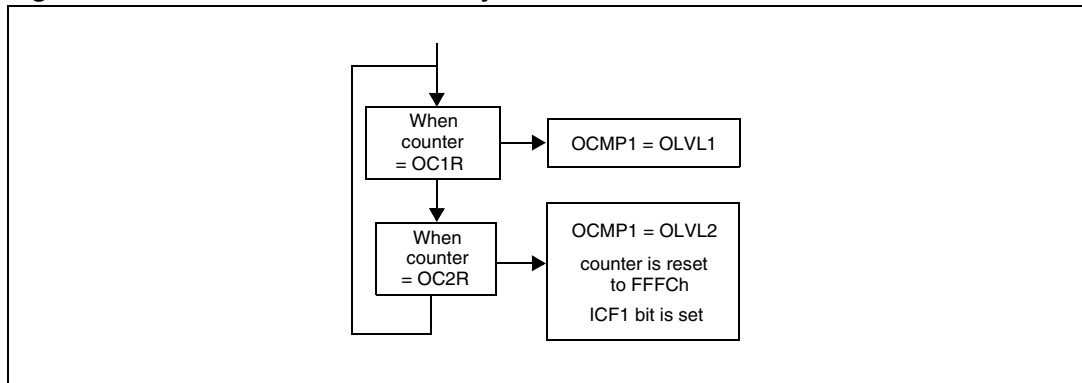 When
counter
= OC1R
OCMP1 = OLVL1
When
counter
= OC2R
OCMP1 = OLVL2
counter is reset
to FFFCh
ICF1 bit is set